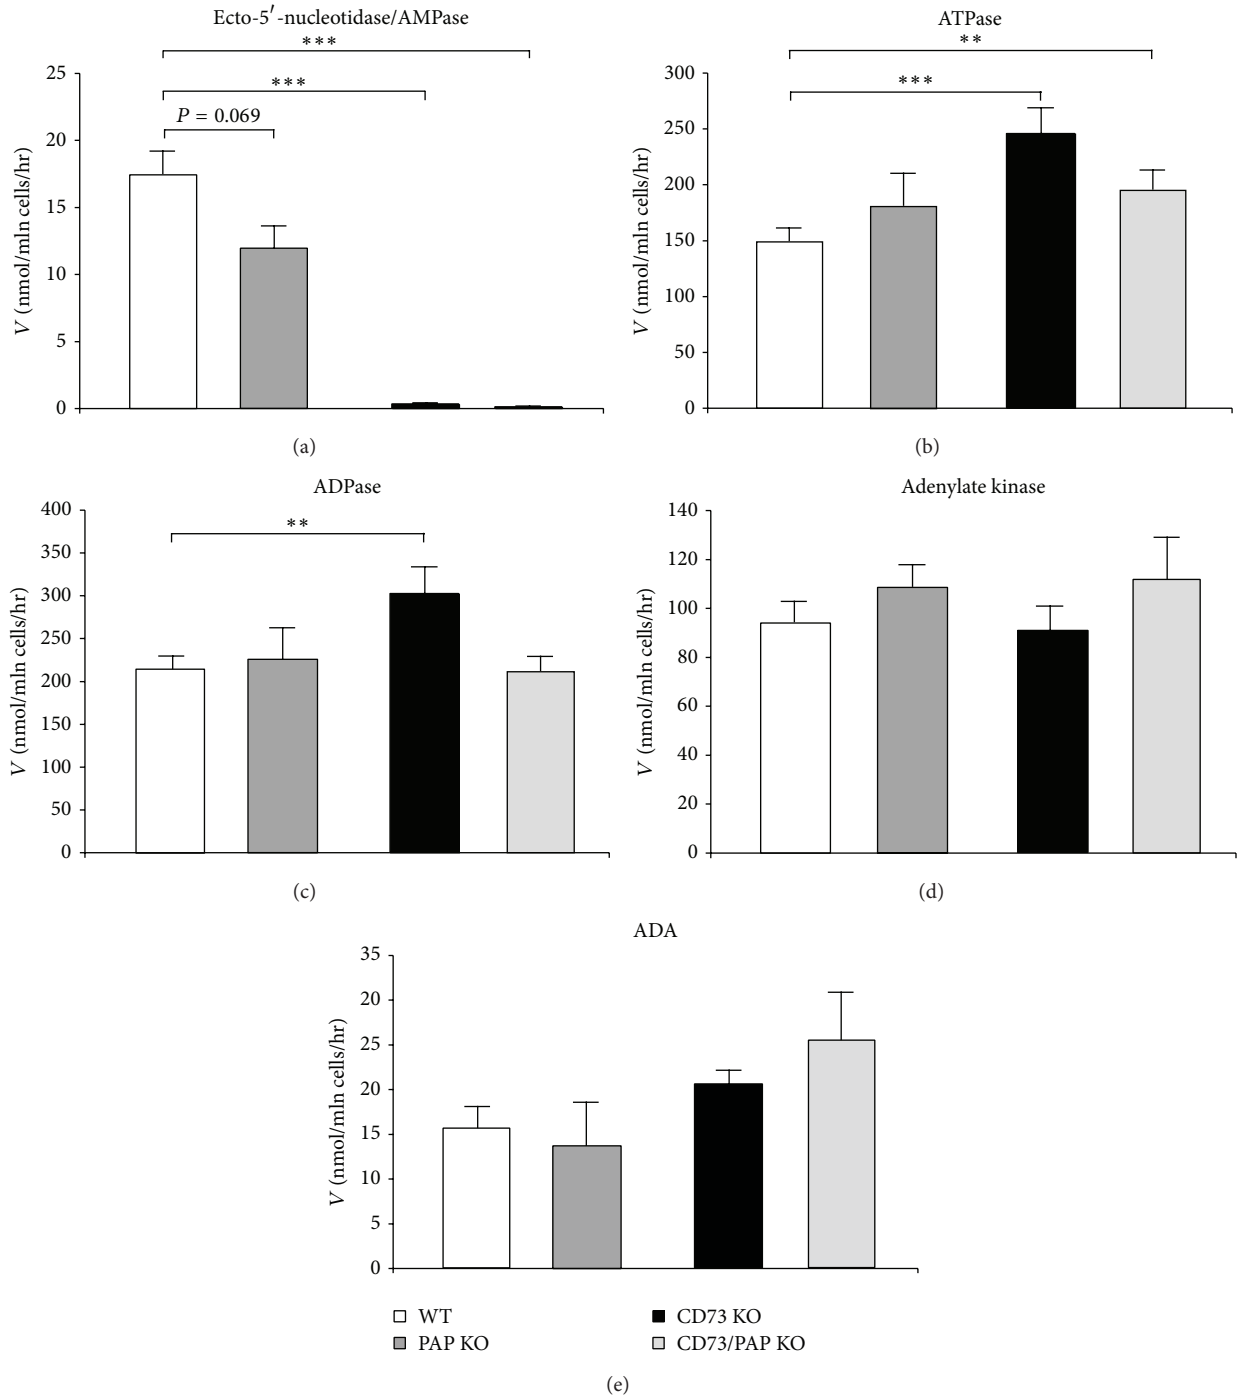 Ecto-5′-nucleotidase/AMPase
***
***
P = 0.069
25
20
15
10
5
0
V (nmol/mln cells/hr)
(a)
ATPase
**
***
300
250
200
150
100
50
0
V (nmol/mln cells/hr)
(b)
ADPase
**
400
350
300
250
200
250
100
50
0
V (nmol/mln cells/hr)
(c)
Adenylate kinase
140
120
100
80
60
40
20
0
V (nmol/mln cells/hr)
(d)
ADA
35
20
25
20
15
10
5
0
V (nmol/mln cells/hr)
WT
CD73 KO
PAP KO
CD73/PAP KO
(e)